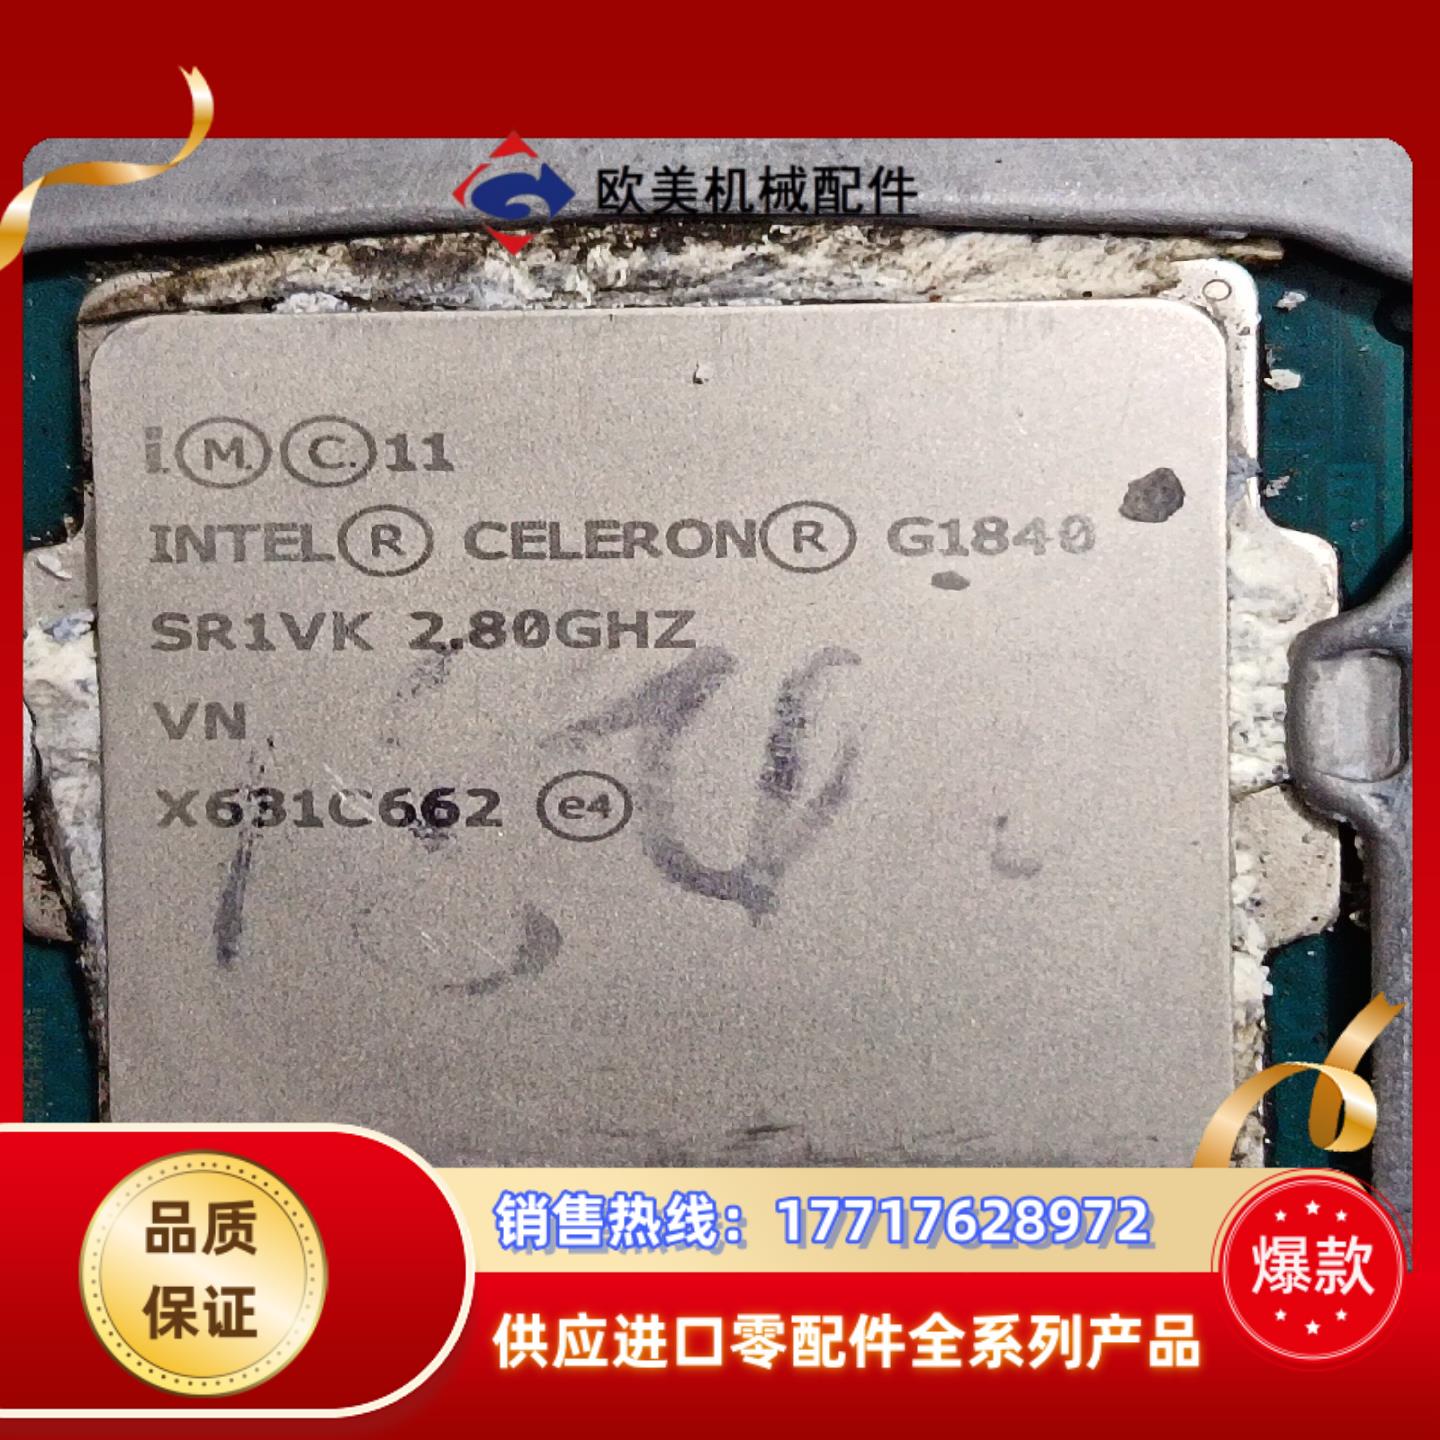 欧美机械配件
i Ⓜ Ⓒ 11
INTEL® CELERON® G1840
SR1VK 2.80GHZ
VN
X631C662 e4
品质
保证
销售热线：17717628972
爆款
供应进口零配件全系列产品